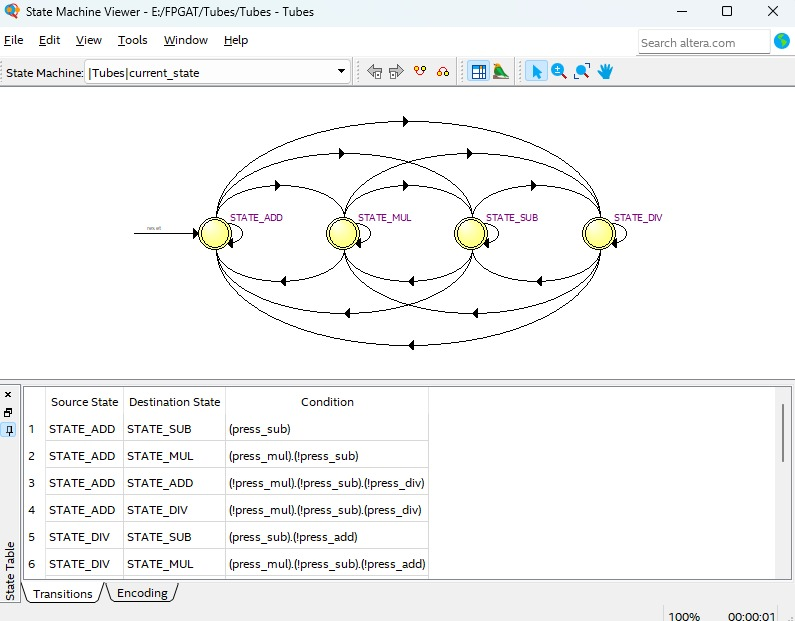 State Machine Viewer - E:/FPGAT/Tubes/Tubes - Tubes
File Edit View Tools Window Help
Search altera.com
State Machine: |Tubes|current_state
STATE_ADD STATE_MUL STATE_SUB STATE_DIV
Source State Destination State Condition
1 STATE_ADD STATE_SUB (press_sub)
2 STATE_ADD STATE_MUL (press_mul).(!press_sub)
3 STATE_ADD STATE_ADD (!press_mul).(!press_sub).(!press_div)
4 STATE_ADD STATE_DIV (!press_mul).(!press_sub).(press_div)
5 STATE_DIV STATE_SUB (press_sub).(!press_add)
6 STATE_DIV STATE_MUL (press_mul).(!press_sub).(!press_add)
State Table
Transitions Encoding
100% 00:00:01